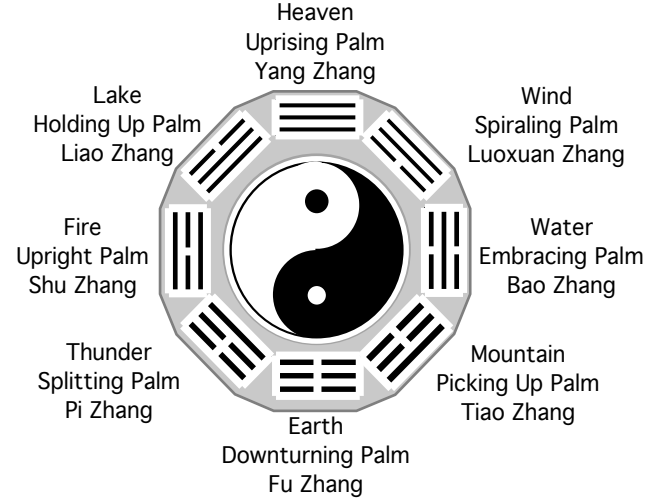 Heaven
Uprising Palm
Yang Zhang
Lake
Holding Up Palm
Liao Zhang
Wind
Spiraling Palm
Luoxuan Zhang
Fire
Upright Palm
Shu Zhang
Water
Embracing Palm
Bao Zhang
Thunder
Splitting Palm
Pi Zhang
Mountain
Picking Up Palm
Tiao Zhang
Earth
Downturning Palm
Fu Zhang